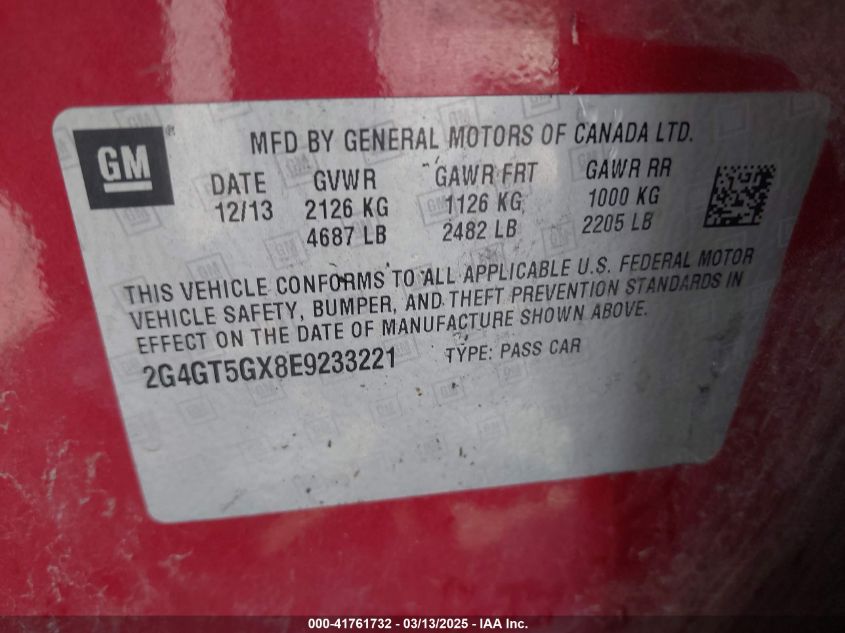 GM®
MFD BY GENERAL MOTORS OF CANADA LTD.
DATE GVWR GAWR FRT GAWR RR
12/13 2126 KG 1126 KG 1000 KG
4687 LB 2482 LB 2205 LB
THIS VEHICLE CONFORMS TO ALL APPLICABLE U.S. FEDERAL MOTOR
VEHICLE SAFETY, BUMPER, AND THEFT PREVENTION STANDARDS IN
EFFECT ON THE DATE OF MANUFACTURE SHOWN ABOVE.
2G4GT5GX8E9233221 TYPE: PASS CAR
000-41761732 - 03/13/2025 - IAA Inc.